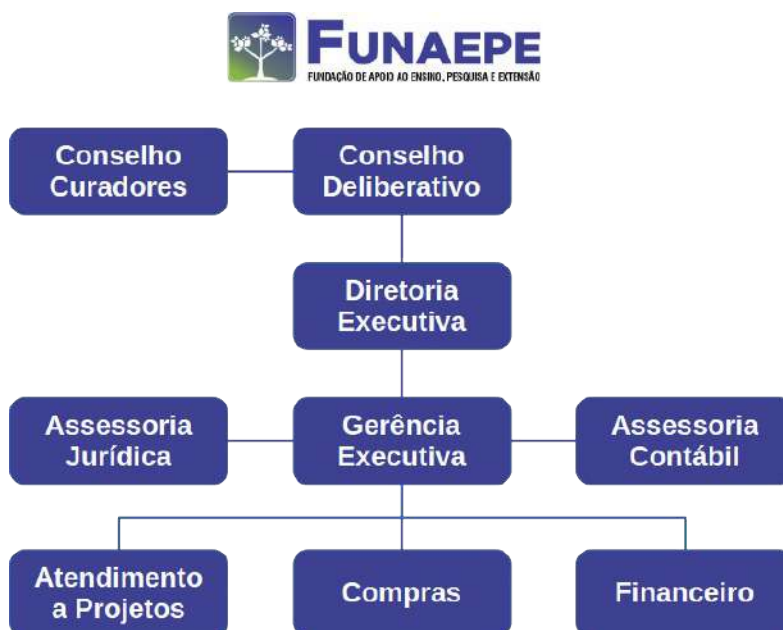 FUNAEPE
FUNDAÇÃO DE APOIO AO ENSINO, PESQUISA E EXTENSÃO
Conselho
Curadores
Conselho
Deliberativo
Diretoria
Executiva
Assessoria
Jurídica
Gerência
Executiva
Assessoria
Contábil
Atendimento
a Projetos
Compras
Financeiro